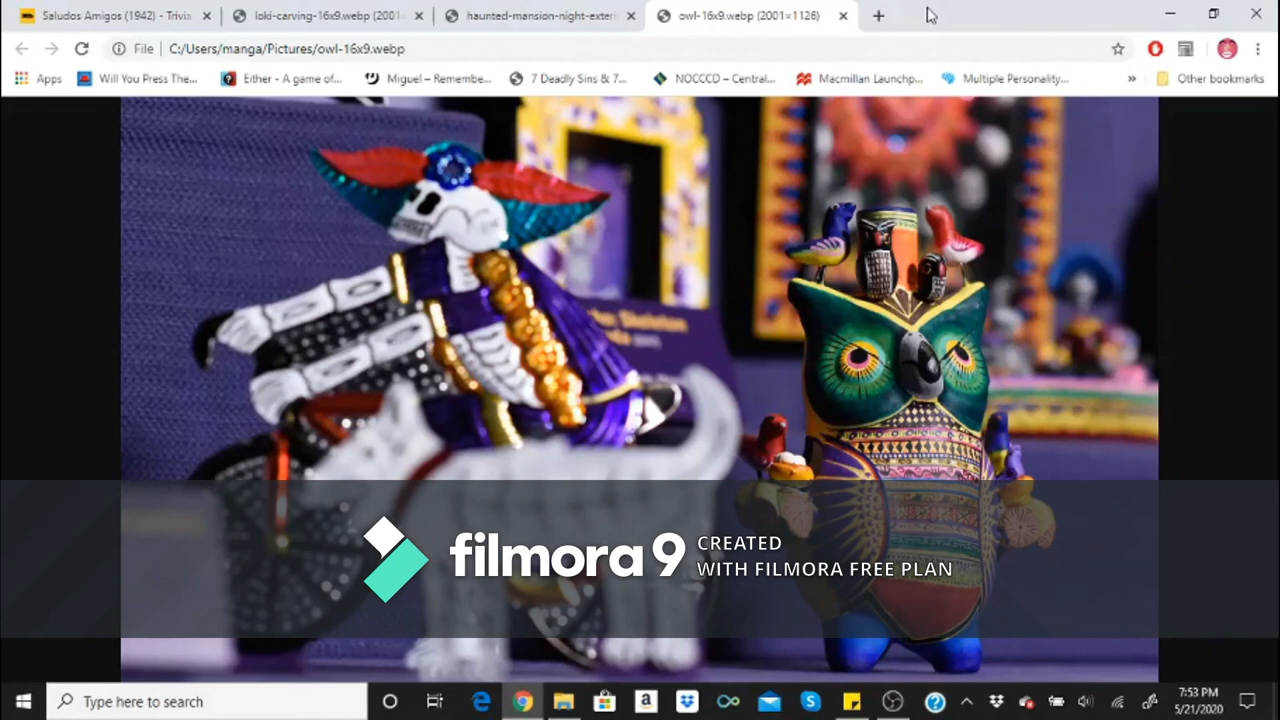 Saludos Amigos (1942) - Trivia
loki-carving-16x9.webp (2001
haunted-mansion-night-exteri
owl-16x9.webp (2001×1126)
File
C:/Users/manga/Pictures/owl-16x9.webp
Apps
Will You Press The...
Either - A game of...
Miguel – Remembe...
7 Deadly Sins & 7...
NOCCCD – Central...
Macmillan Launchp...
Multiple Personality...
»
Other bookmarks
Skeleton
filmora9
CREATED
WITH FILMORA FREE PLAN
Type here to search
7:53 PM
5/21/2020